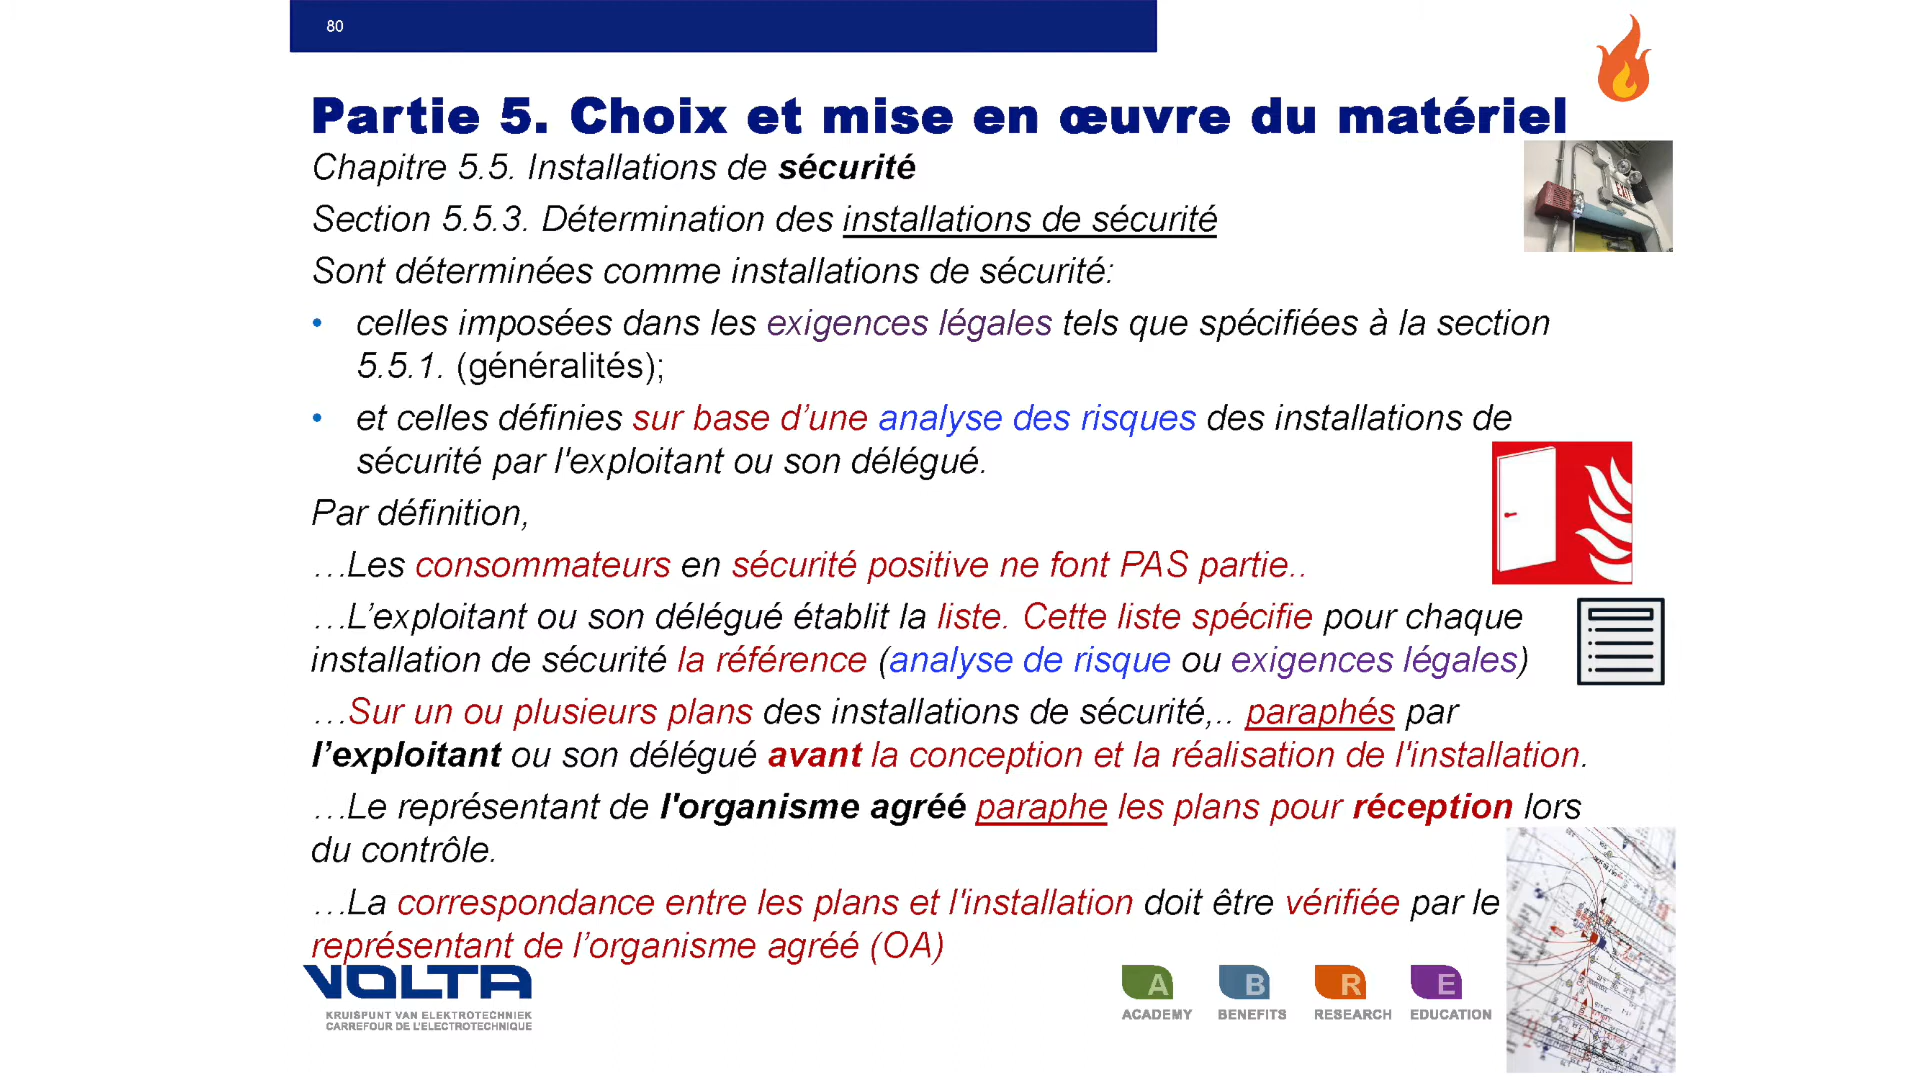 80
Partie 5. Choix et mise en œuvre du matériel
Chapitre 5.5. Installations de sécurité
Section 5.5.3. Détermination des installations de sécurité
Sont déterminées comme installations de sécurité:
• celles imposées dans les exigences légales tels que spécifiées à la section
5.5.1. (généralités);
• et celles définies sur base d’une analyse des risques des installations de
sécurité par l'exploitant ou son délégué.
Par définition,
…Les consommateurs en sécurité positive ne font PAS partie..
…L’exploitant ou son délégué établit la liste. Cette liste spécifie pour chaque
installation de sécurité la référence (analyse de risque ou exigences légales)
…Sur un ou plusieurs plans des installations de sécurité,.. paraphés par
l’exploitant ou son délégué avant la conception et la réalisation de l'installation.
…Le représentant de l'organisme agréé paraphe les plans pour réception lors
du contrôle.
…La correspondance entre les plans et l'installation doit être vérifiée par le
représentant de l’organisme agréé (OA)
VOLTA
KRUISPUNT VAN ELEKTROTECHNIEK
CARREFOUR DE L'ELECTROTECHNIQUE
A B R E
ACADEMY BENEFITS RESEARCH EDUCATION